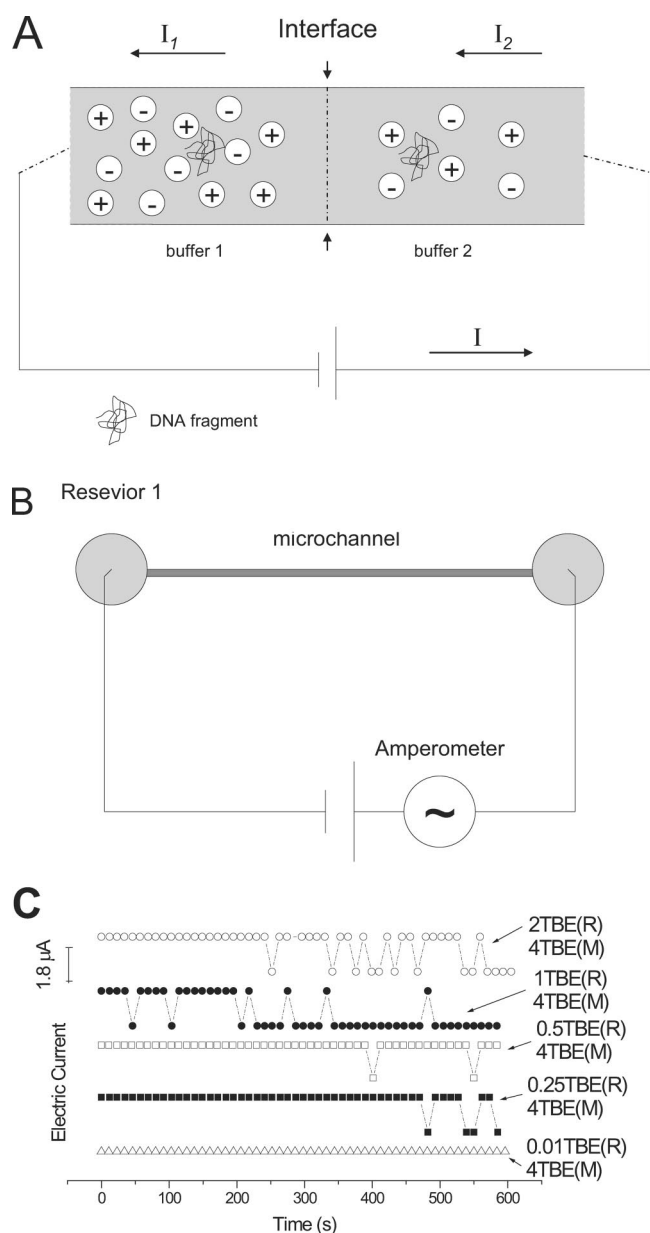 A
I1
Interface
I2
+ - + - + + - + - - + - + - + +
+ - + - + -
buffer 1
buffer 2
I
DNA fragment
B
Resevior 1
microchannel
Amperometer
~
C
1.8 µA
Electric Current
2TBE(R)
4TBE(M)
1TBE(R)
4TBE(M)
0.5TBE(R)
4TBE(M)
0.25TBE(R)
4TBE(M)
0.01TBE(R)
4TBE(M)
0 100 200 300 400 500 600
Time (s)